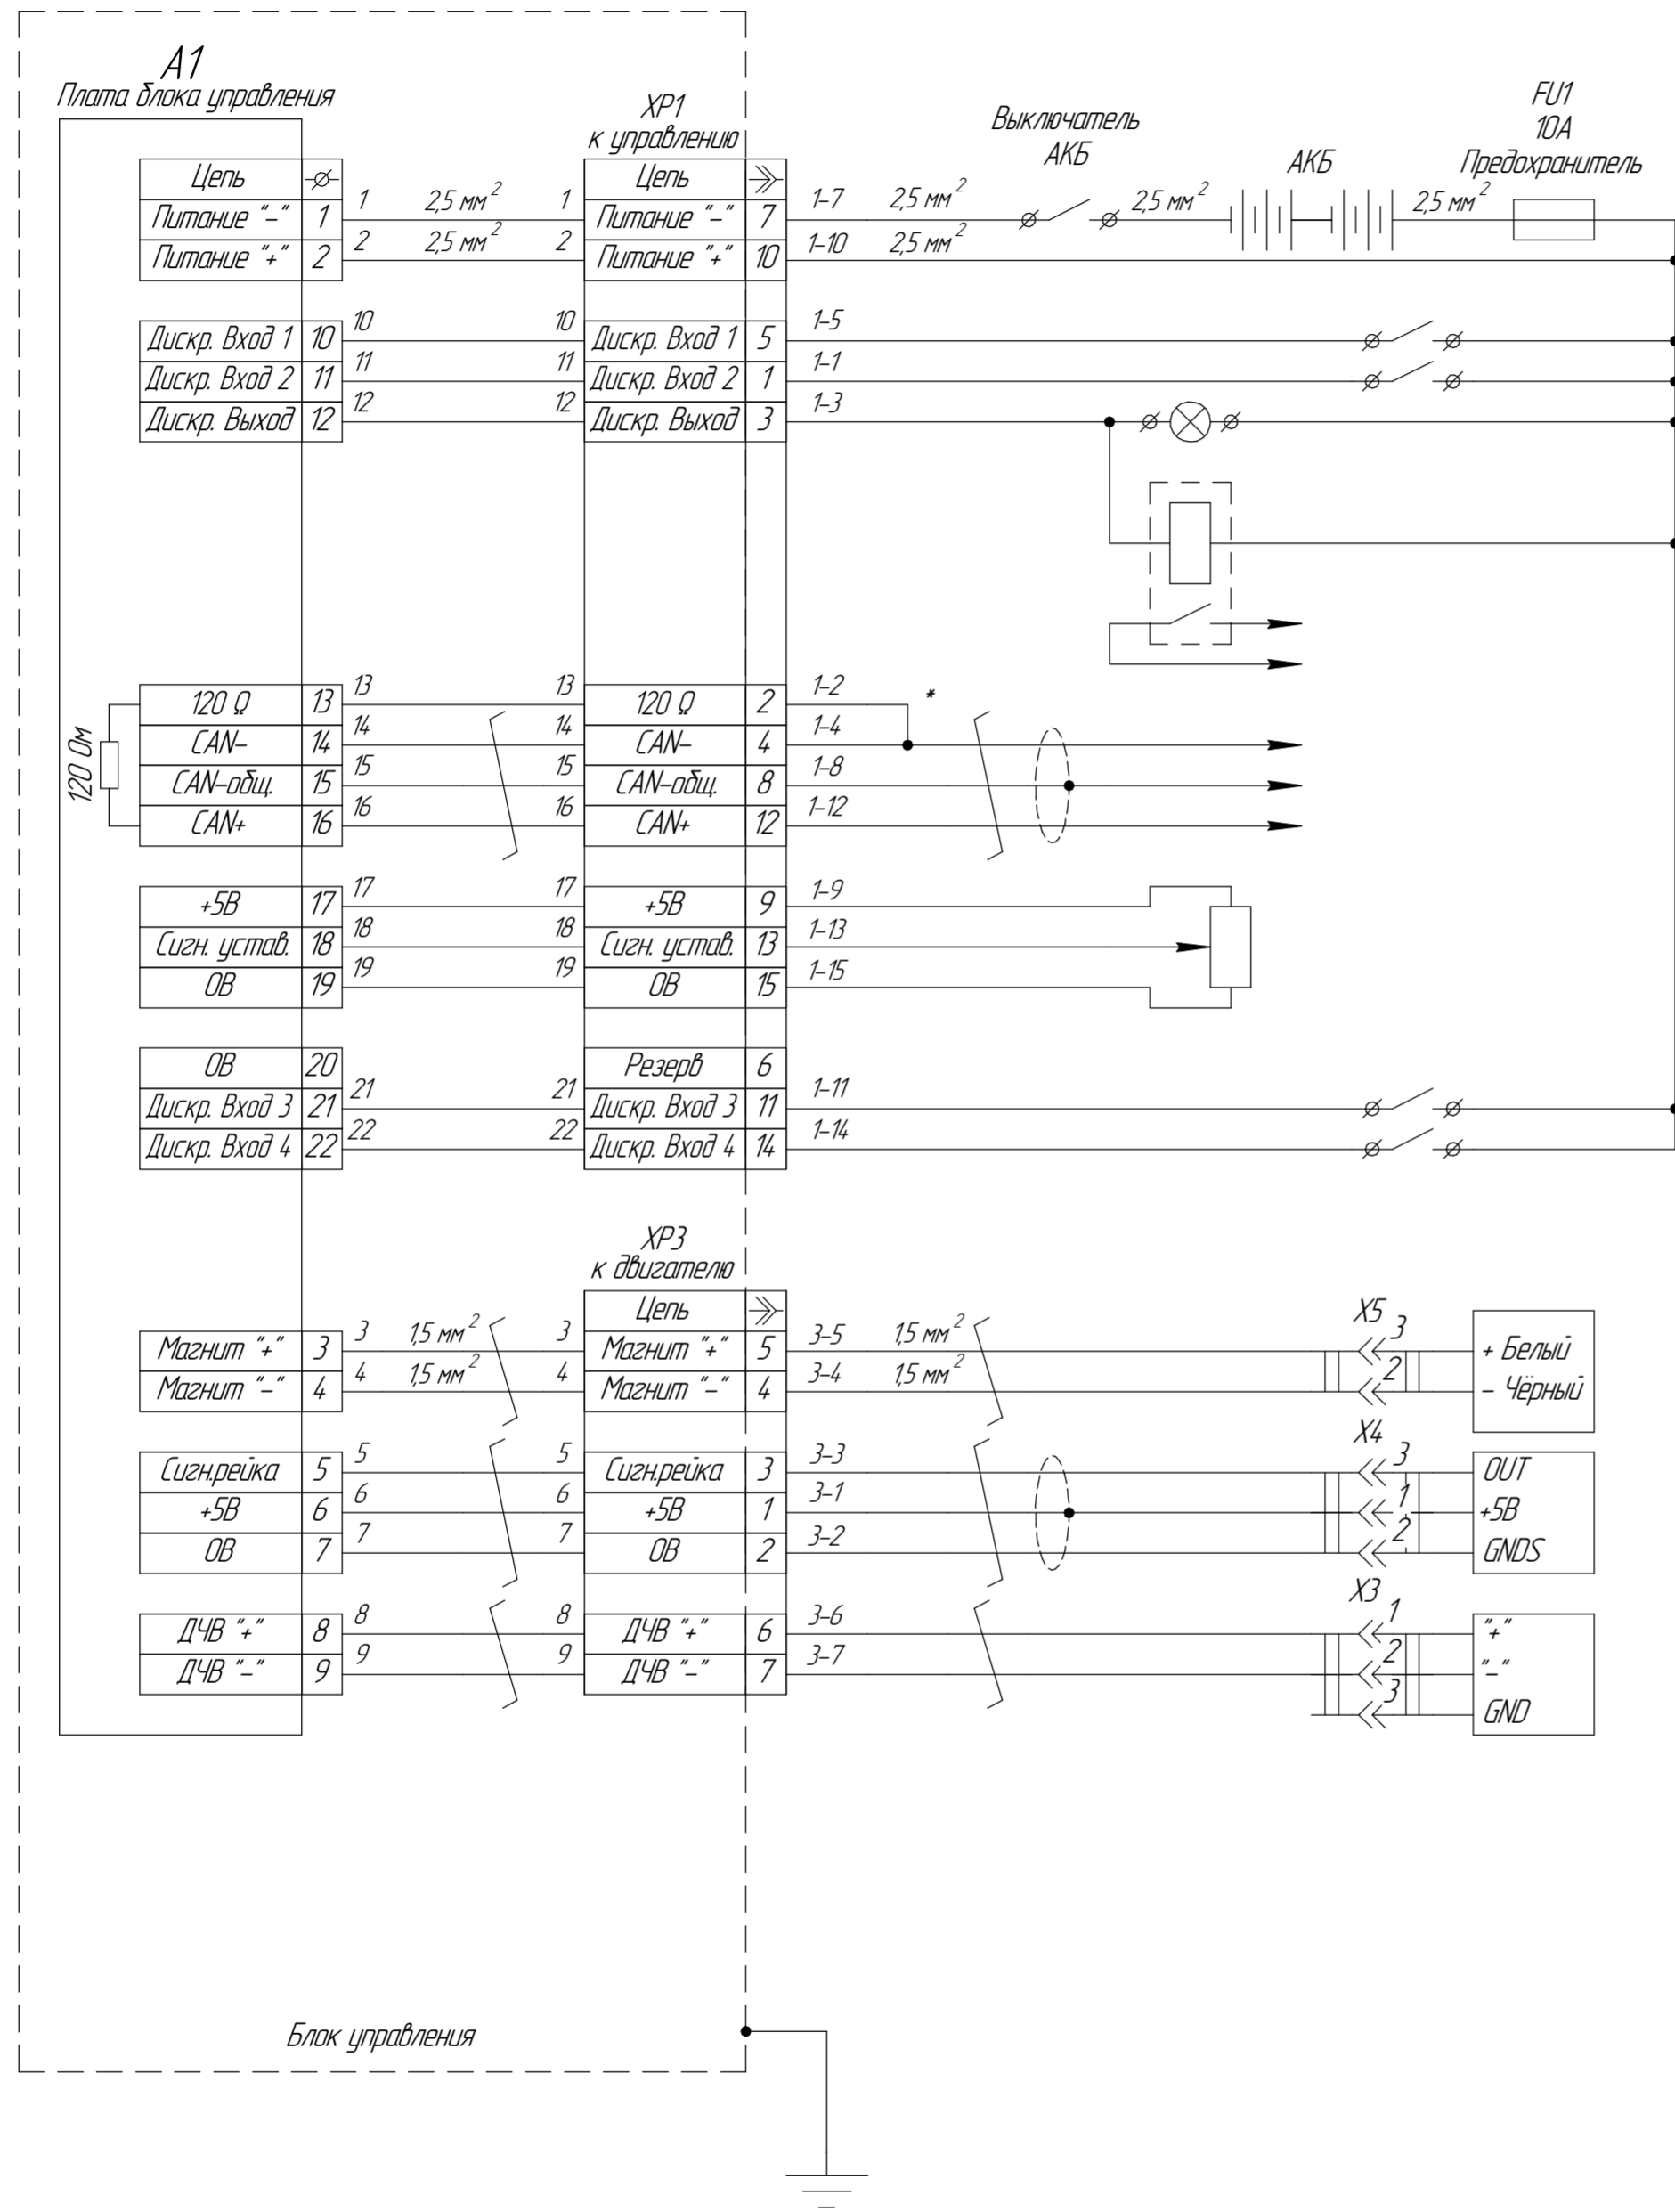 А1
Плата блока управления
ХР1
к управлению
Выключатель
АКБ
АКБ
FU1
10А
Предохранитель
Цепь
Цепь
Питание "–" 1 1 2,5 мм² 1 Питание "–" 7 1–7 2,5 мм² 2,5 мм² 2,5 мм²
Питание "+" 2 2 2,5 мм² 2 Питание "+" 10 1–10 2,5 мм²
Дискр. Вход 1 10 10 10 Дискр. Вход 1 5 1–5
Дискр. Вход 2 11 11 11 Дискр. Вход 2 1 1–1
Дискр. Выход 12 12 12 Дискр. Выход 3 1–3
120 Ом
120 Ω 13 13 13 120 Ω 2 1–2 *
CAN– 14 14 14 CAN– 4 1–4
CAN–общ. 15 15 15 CAN–общ. 8 1–8
CAN+ 16 16 16 CAN+ 12 1–12
+5В 17 17 17 +5В 9 1–9
Сигн. устав. 18 18 18 Сигн. устав. 13 1–13
0В 19 19 19 0В 15 1–15
0В 20 Резерв 6
Дискр. Вход 3 21 21 21 Дискр. Вход 3 11 1–11
Дискр. Вход 4 22 22 22 Дискр. Вход 4 14 1–14
ХР3
к двигателю
Цепь
Х5
Магнит "+" 3 3 1,5 мм² 3 Магнит "+" 5 3–5 1,5 мм² 3 + Белый
Магнит "–" 4 4 1,5 мм² 4 Магнит "–" 4 3–4 1,5 мм² 2 – Чёрный
Х4
Сигн.рейка 5 5 5 Сигн.рейка 3 3–3 3 OUT
+5В 6 6 6 +5В 1 3–1 1 +5В
0В 7 7 7 0В 2 3–2 2 GNDS
Х3
ДЧВ "+" 8 8 8 ДЧВ "+" 6 3–6 1 "+"
ДЧВ "–" 9 9 9 ДЧВ "–" 7 3–7 2 "–"
3 GND
Блок управления